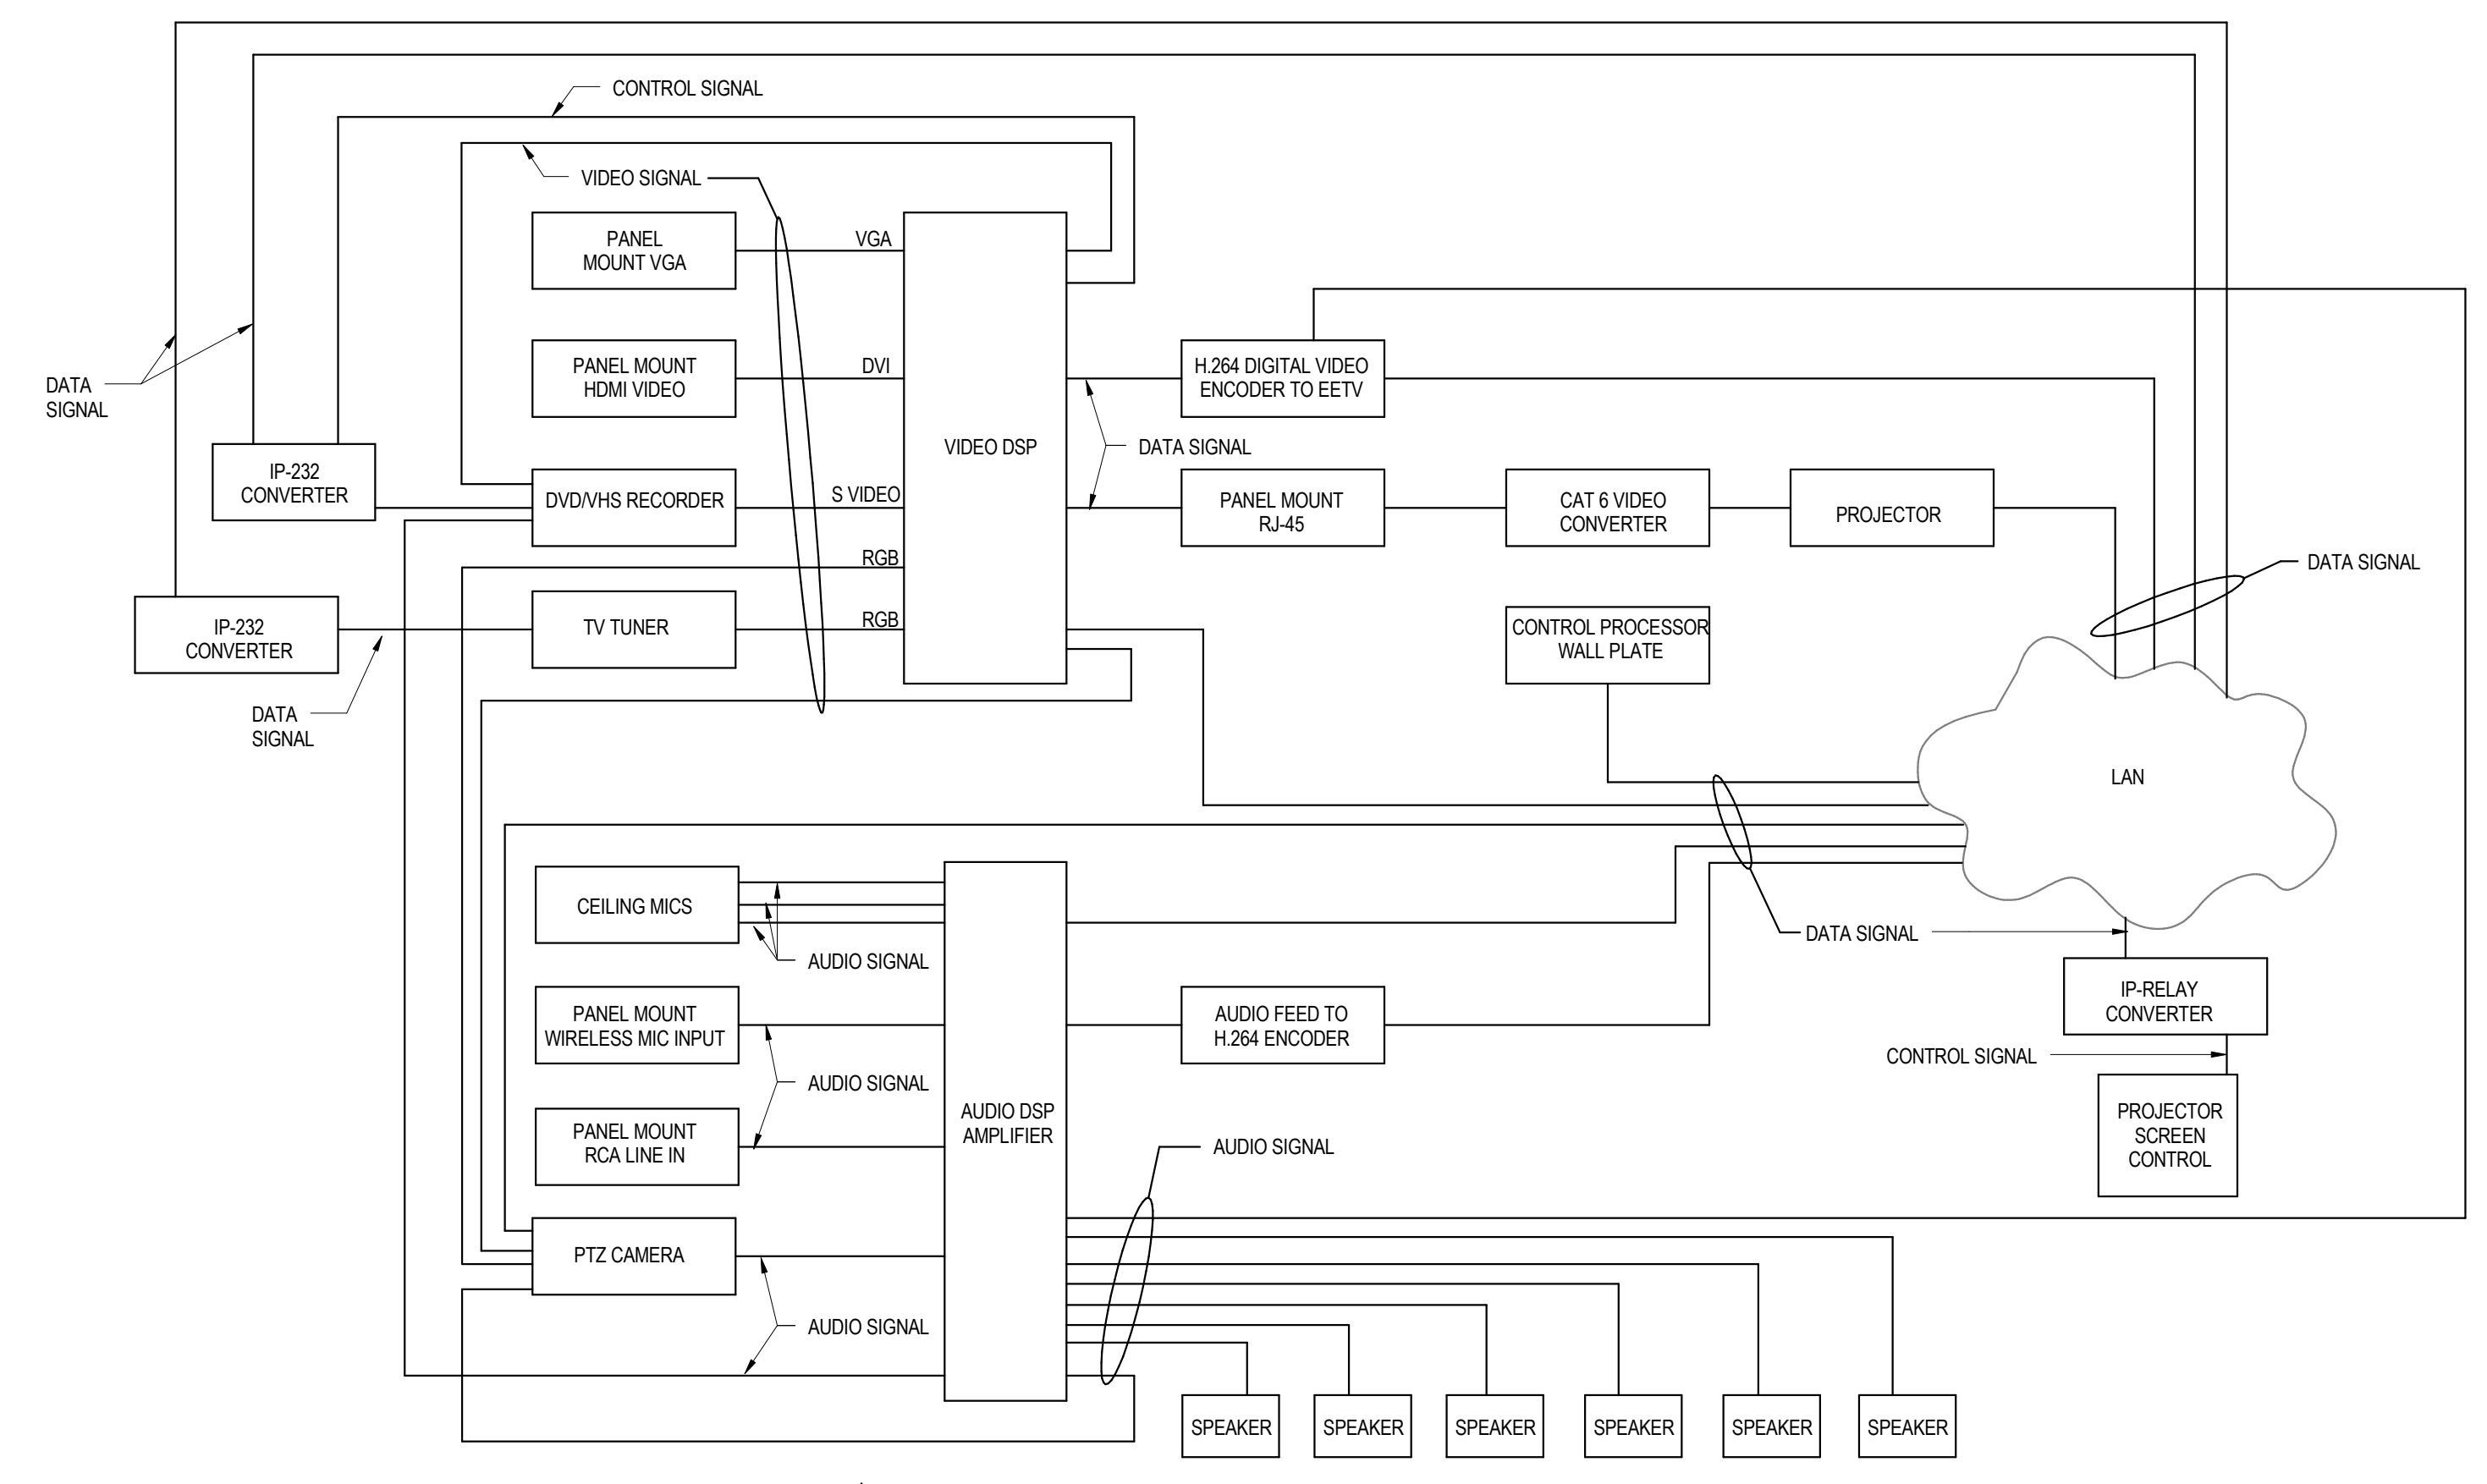 CONTROL SIGNAL
VIDEO SIGNAL
PANEL
MOUNT VGA
VGA
PANEL MOUNT
HDMI VIDEO
DVI
H.264 DIGITAL VIDEO
ENCODER TO EETV
DATA
SIGNAL
VIDEO DSP
DATA SIGNAL
IP-232
CONVERTER
DVD/VHS RECORDER
S VIDEO
PANEL MOUNT
RJ-45
CAT 6 VIDEO
CONVERTER
PROJECTOR
RGB
DATA SIGNAL
IP-232
CONVERTER
TV TUNER
RGB
CONTROL PROCESSOR
WALL PLATE
DATA
SIGNAL
LAN
CEILING MICS
AUDIO SIGNAL
DATA SIGNAL
PANEL MOUNT
WIRELESS MIC INPUT
AUDIO FEED TO
H.264 ENCODER
IP-RELAY
CONVERTER
CONTROL SIGNAL
AUDIO SIGNAL
AUDIO DSP
AMPLIFIER
PROJECTOR
SCREEN
CONTROL
PANEL MOUNT
RCA LINE IN
AUDIO SIGNAL
PTZ CAMERA
AUDIO SIGNAL
SPEAKER
SPEAKER
SPEAKER
SPEAKER
SPEAKER
SPEAKER